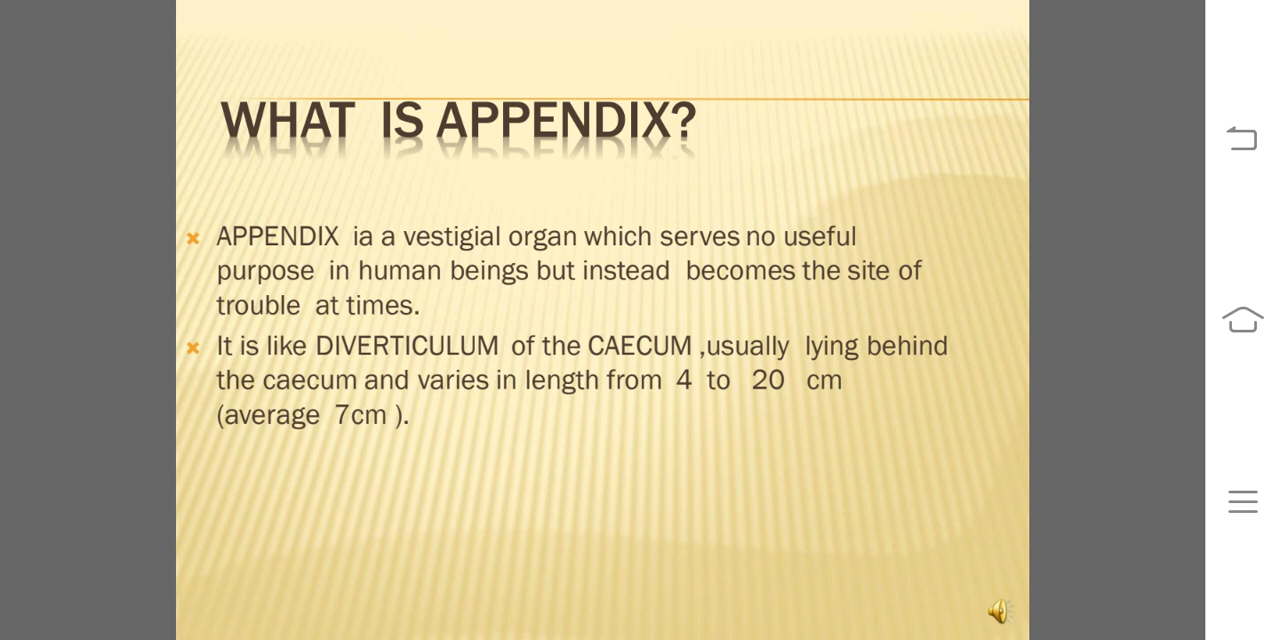 WHAT IS APPENDIX?
APPENDIX ia a vestigial organ which serves no useful
purpose in human beings but instead becomes the site of
trouble at times.
It is like DIVERTICULUM of the CAECUM ,usually lying behind
the caecum and varies in length from 4 to 20 cm
(average 7cm ).